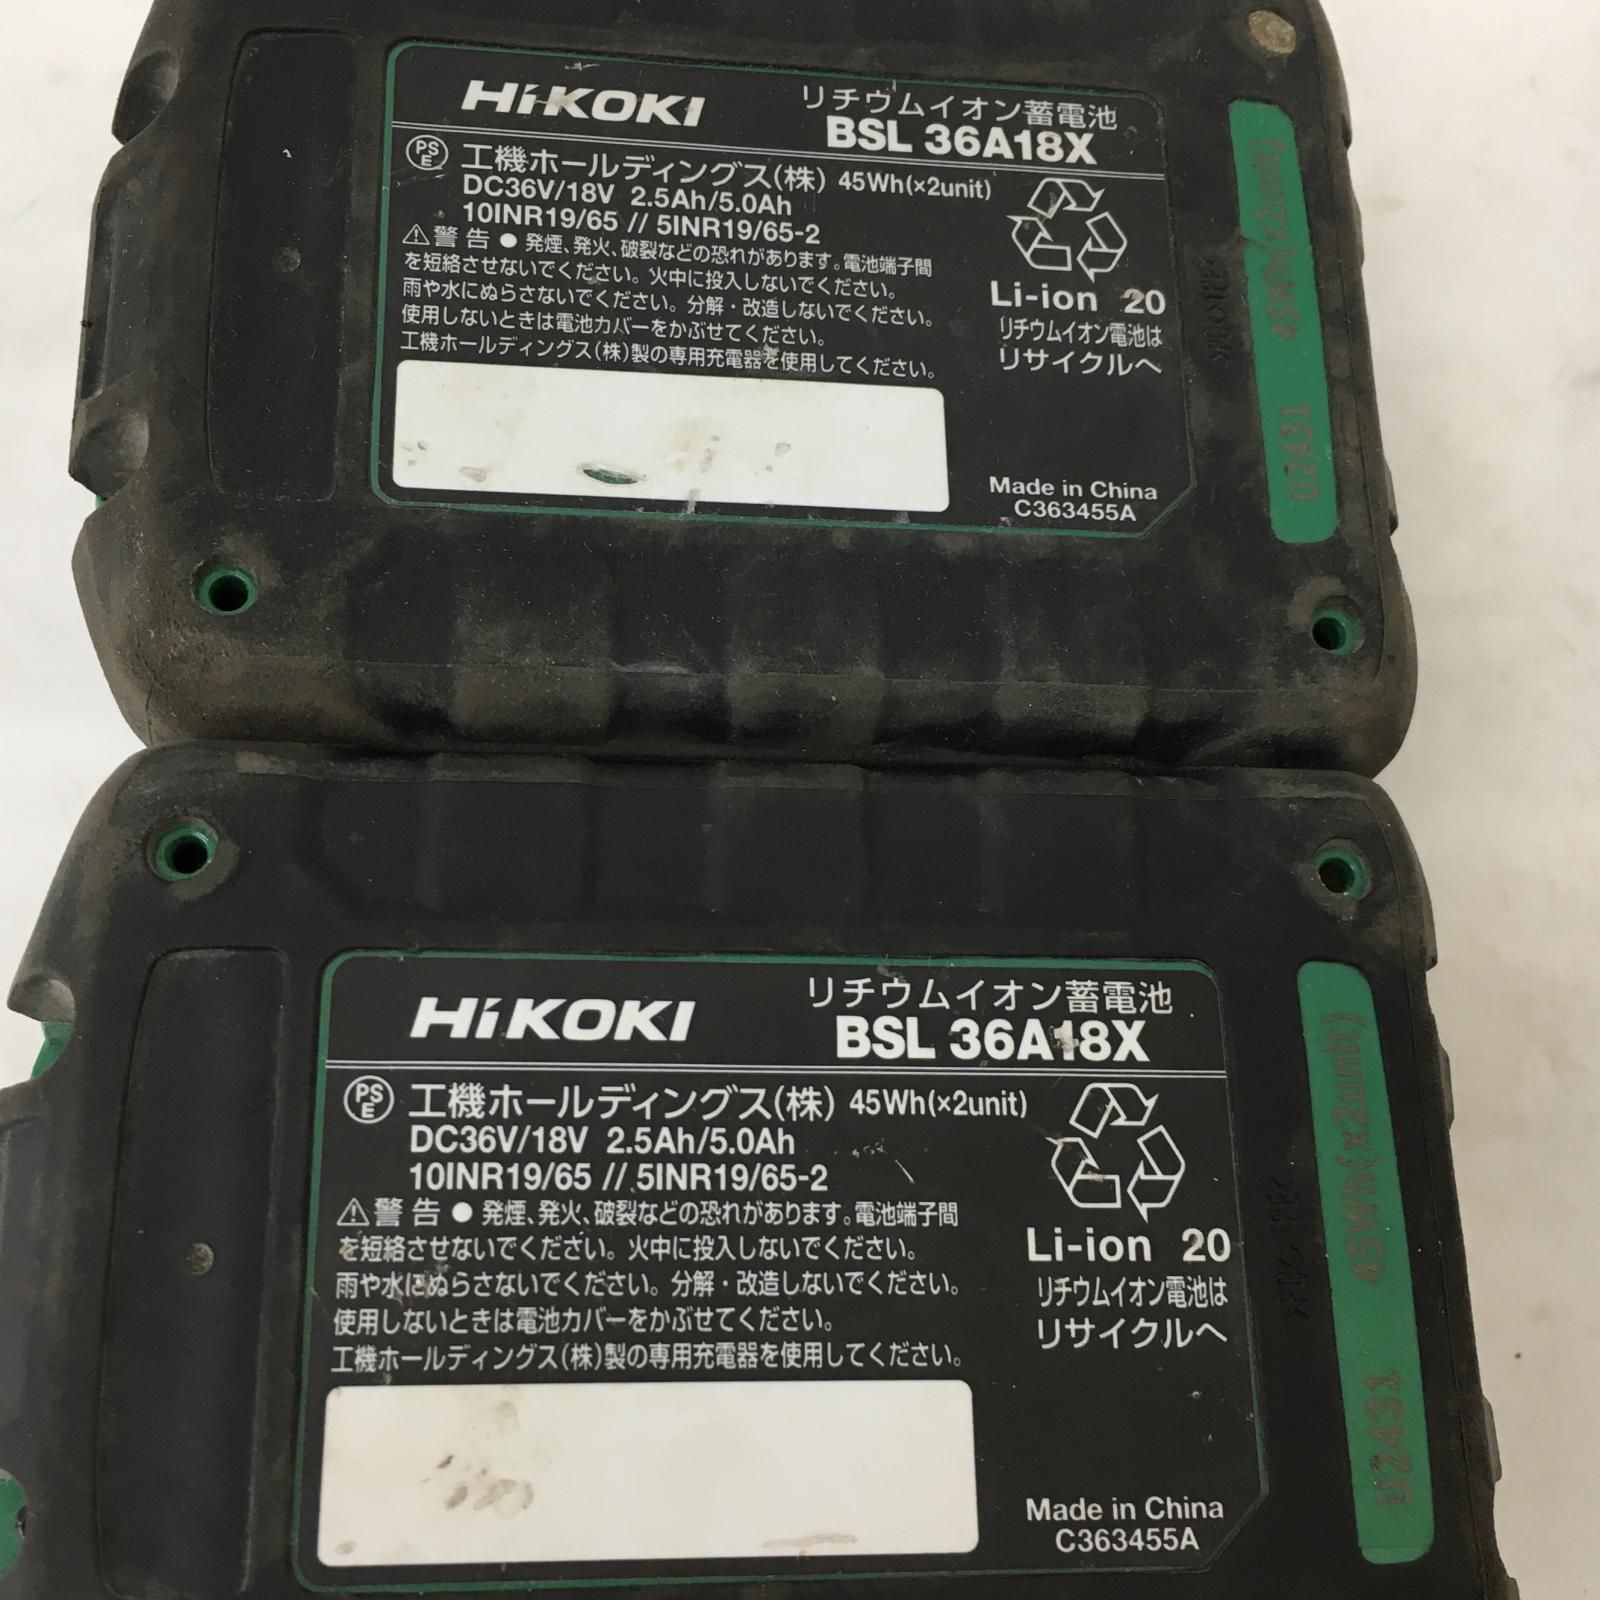 HiKOKI
リチウムイオン蓄電池
BSL 36A18X
PSE 工機ホールディングス(株) 45Wh(×2unit)
DC36V/18V 2.5Ah/5.0Ah
10INR19/65 // 5INR19/65-2
⚠警告 ● 発煙、発火、破裂などの恐れがあります。電池端子間
を短絡させないでください。火中に投入しないでください。
雨や水にぬらさないでください。分解・改造しないでください。
使用しないときは電池カバーをかぶせてください。
工機ホールディングス(株)製の専用充電器を使用してください。
Li-ion 20
リチウムイオン電池は
リサイクルへ
Made in China
C363455A
45Wh(x2unit)
U2431
HiKOKI
リチウムイオン蓄電池
BSL 36A18X
PSE 工機ホールディングス(株) 45Wh(×2unit)
DC36V/18V 2.5Ah/5.0Ah
10INR19/65 // 5INR19/65-2
⚠警告 ● 発煙、発火、破裂などの恐れがあります。電池端子間
を短絡させないでください。火中に投入しないでください。
雨や水にぬらさないでください。分解・改造しないでください。
使用しないときは電池カバーをかぶせてください。
工機ホールディングス(株)製の専用充電器を使用してください。
Li-ion 20
リチウムイオン電池は
リサイクルへ
Made in China
C363455A
45Wh(x2unit)
U2431